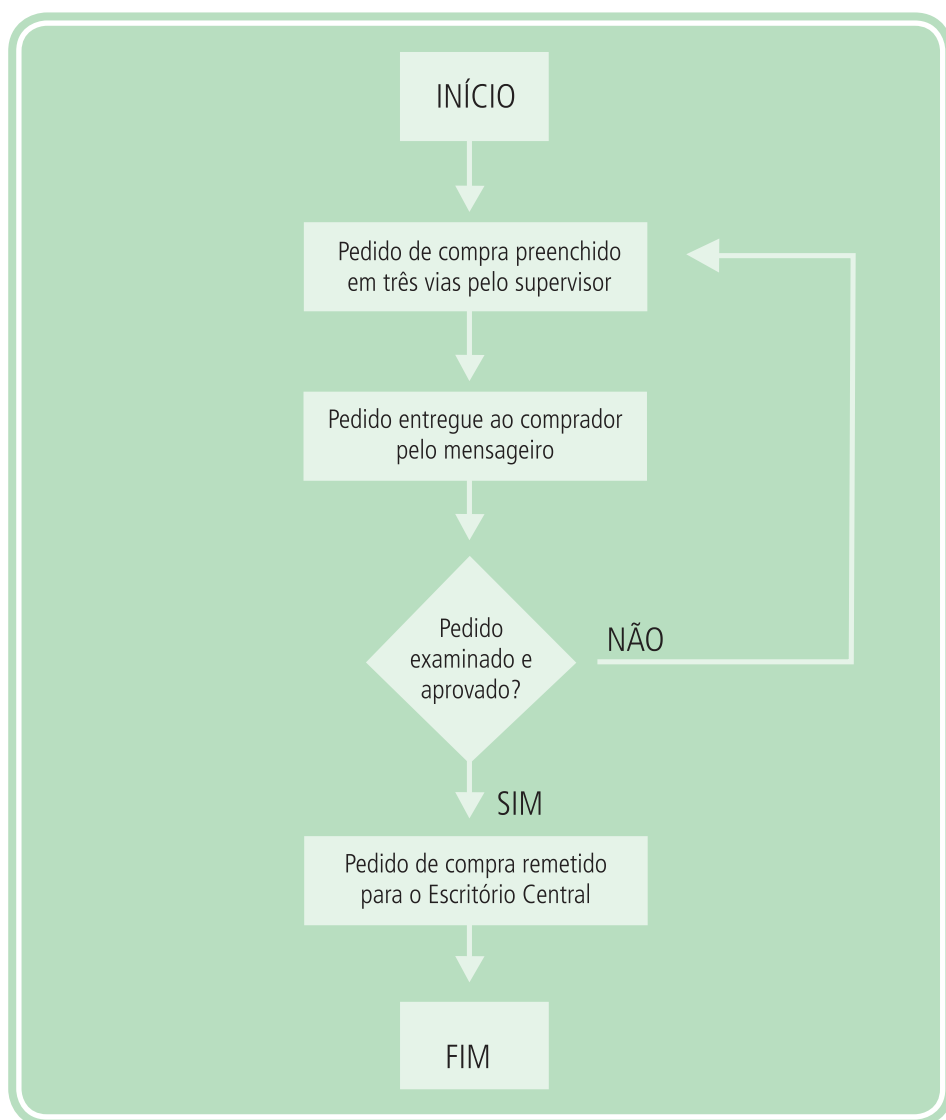 INÍCIO
Pedido de compra preenchido
em três vias pelo supervisor
Pedido entregue ao comprador
pelo mensageiro
Pedido
examinado e
aprovado?
NÃO
SIM
Pedido de compra remetido
para o Escritório Central
FIM